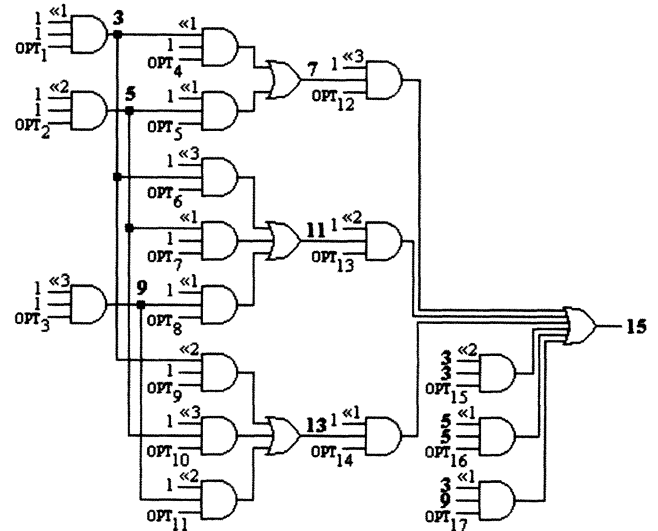 1 «1 3 «1
1 1
OPT1 OPT4 7 1 «3
1 «2 5 1 «1 OPT12
1
OPT2 OPT5
1 «3
OPT6
«1 11 1 «2
1
OPT7 OPT13
1 «3 9 1 «1
1
OPT3 OPT8 15
«2 3 «2
1 3
OPT9 OPT15
1 «3 13 1 «1 5 «1
5
OPT10 OPT14 OPT16
1 «2 3 «1
9
OPT11 OPT17